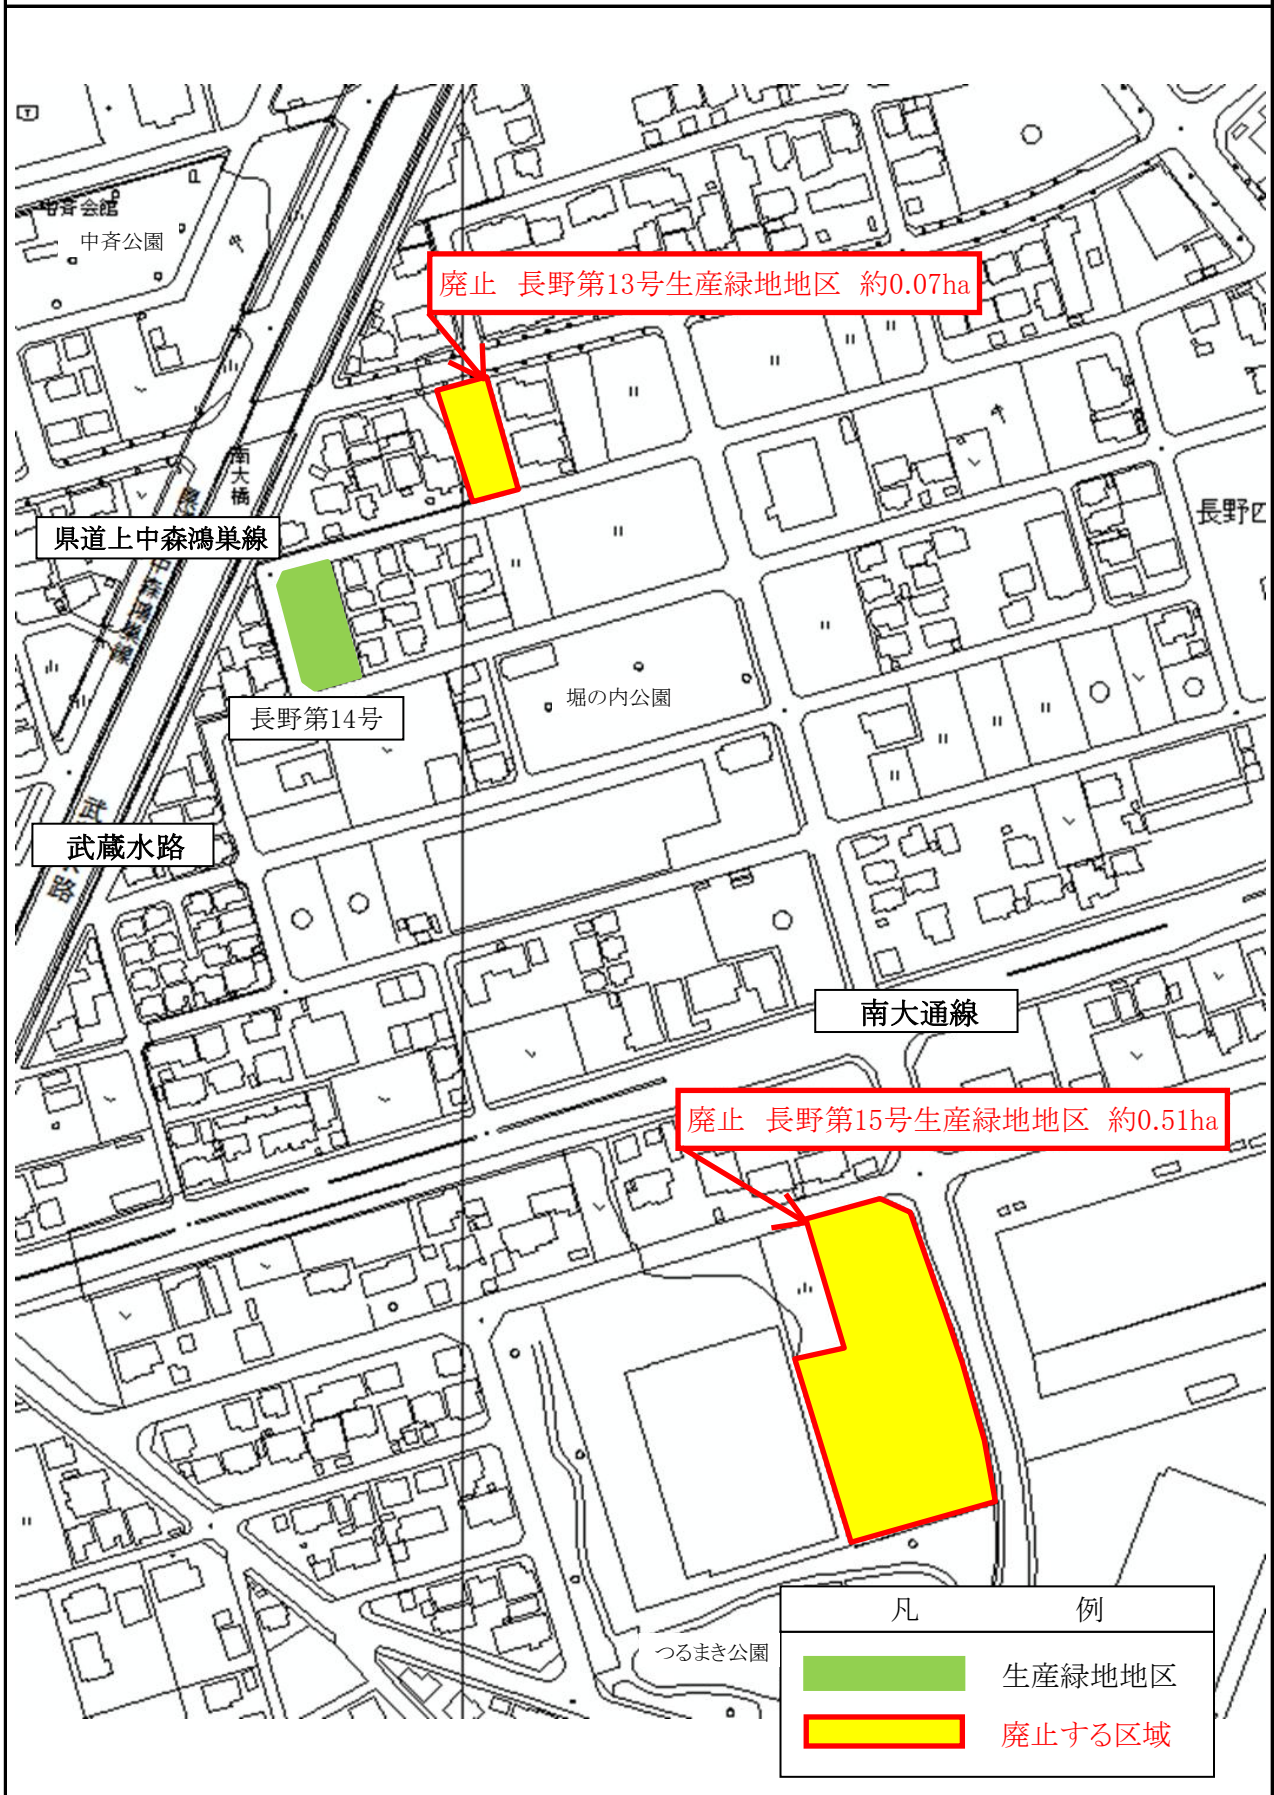 中斉会館
中斉公園
廃止 長野第13号生産緑地地区 約0.07ha
南大橋
県道上中森鴻巣線
長野四
長野第14号
堀の内公園
武蔵水路
南大通線
廃止 長野第15号生産緑地地区 約0.51ha
つるまき公園
凡 例
生産緑地地区
廃止する区域